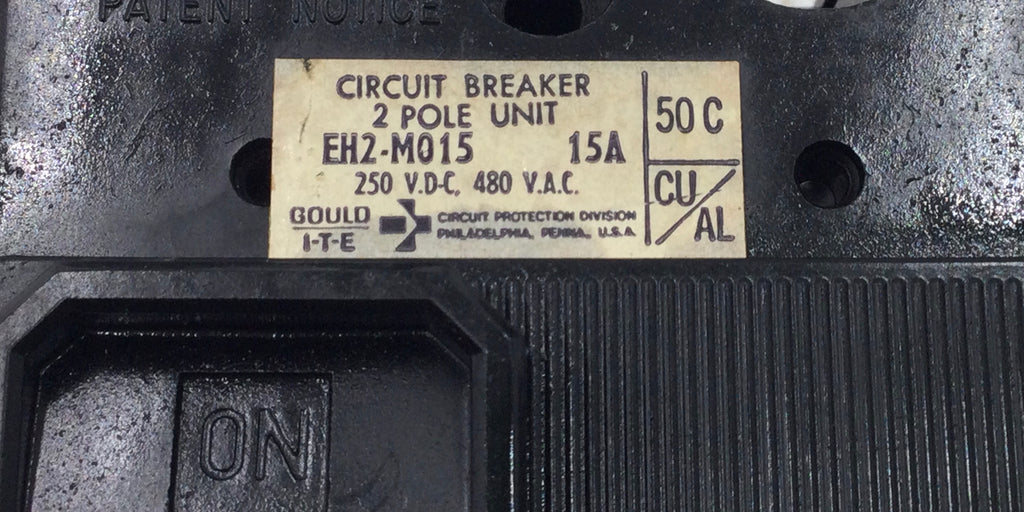 PATENT NOTICE
CIRCUIT BREAKER
2 POLE UNIT
EH2-M015 15A
250 V.D-C, 480 V.A.C.
GOULD
I-T-E
CIRCUIT PROTECTION DIVISION
PHILADELPHIA, PENNA., U.S.A.
50 C
CU/AL
ON